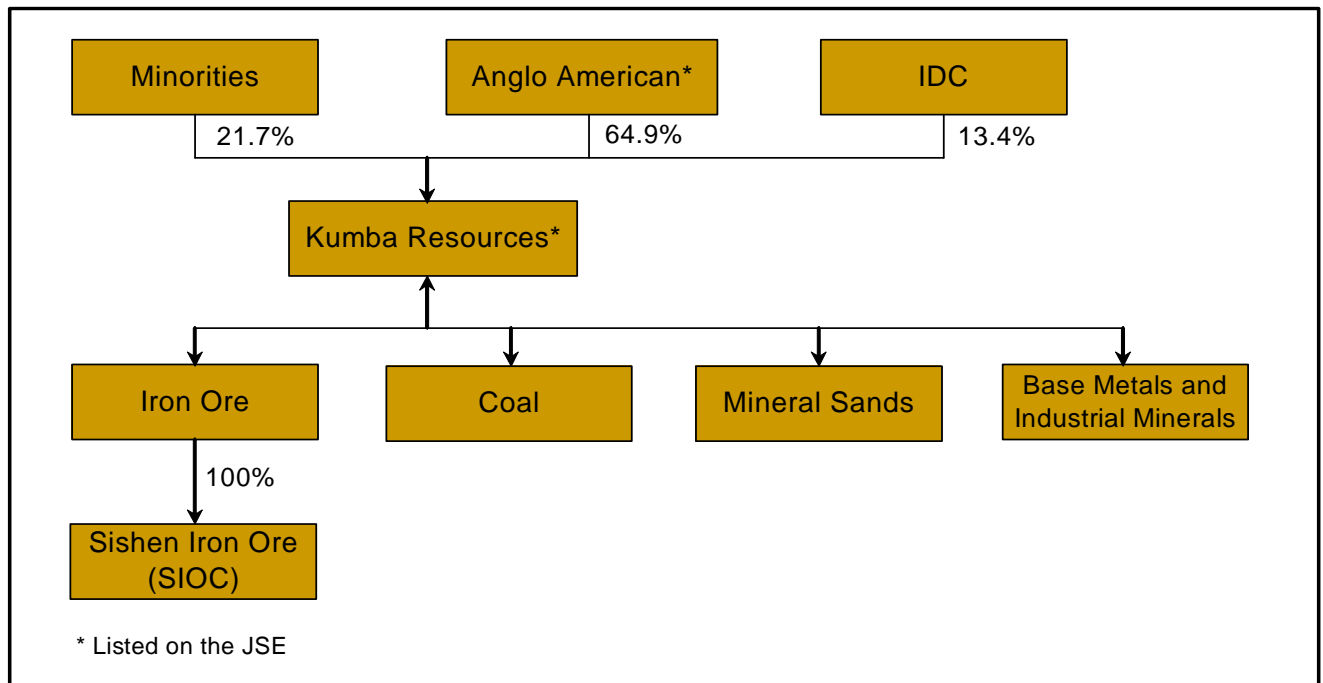 Minorities
Anglo American*
IDC
21.7%
64.9%
13.4%
Kumba Resources*
Iron Ore
Coal
Mineral Sands
Base Metals and
Industrial Minerals
100%
Sishen Iron Ore
(SIOC)
* Listed on the JSE